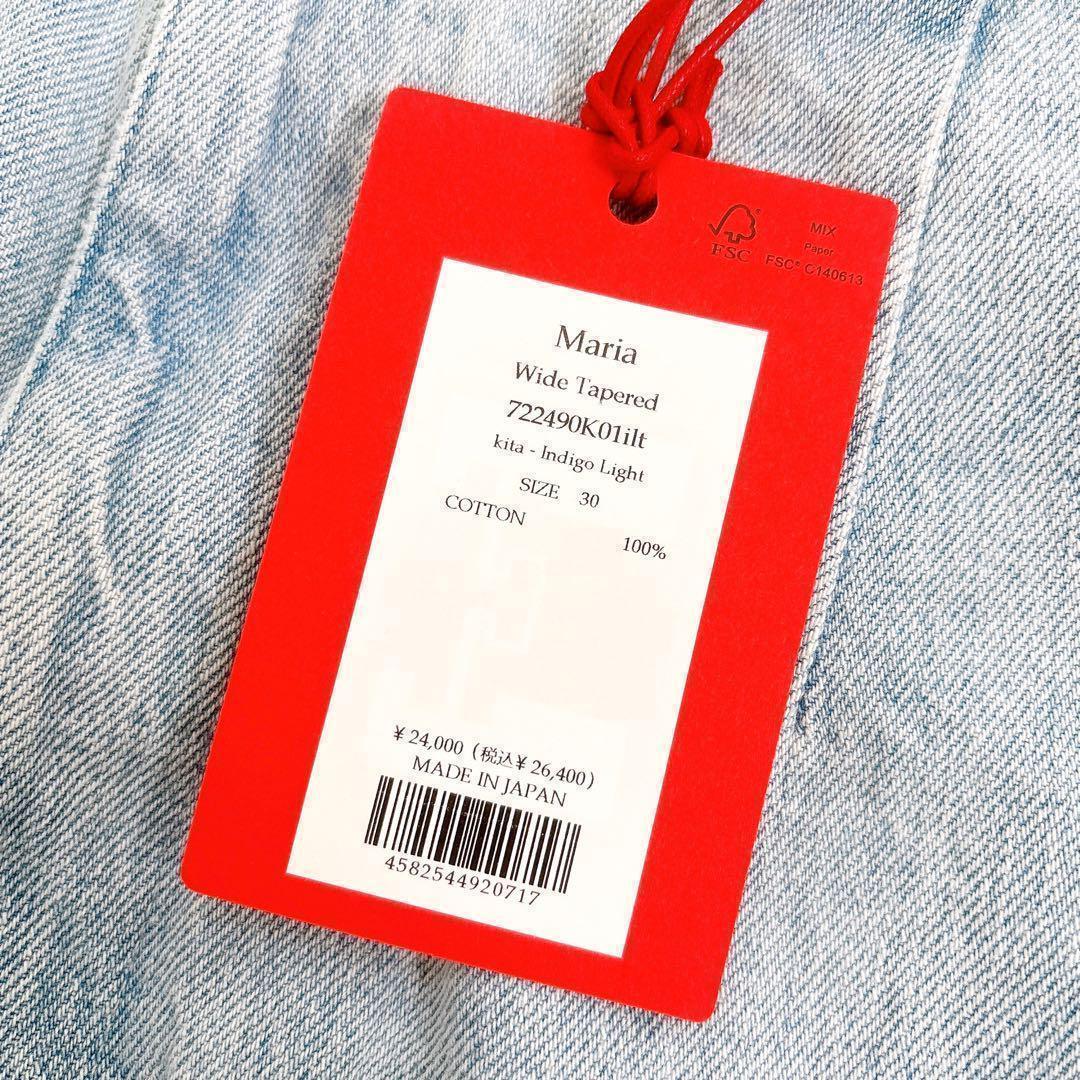 FSC®
MIX
Paper
FSC® C140613
Maria
Wide Tapered
722490K01ilt
kita - Indigo Light
SIZE 30
COTTON
100%
¥24,000（税込¥26,400）
MADE IN JAPAN
4582544920717